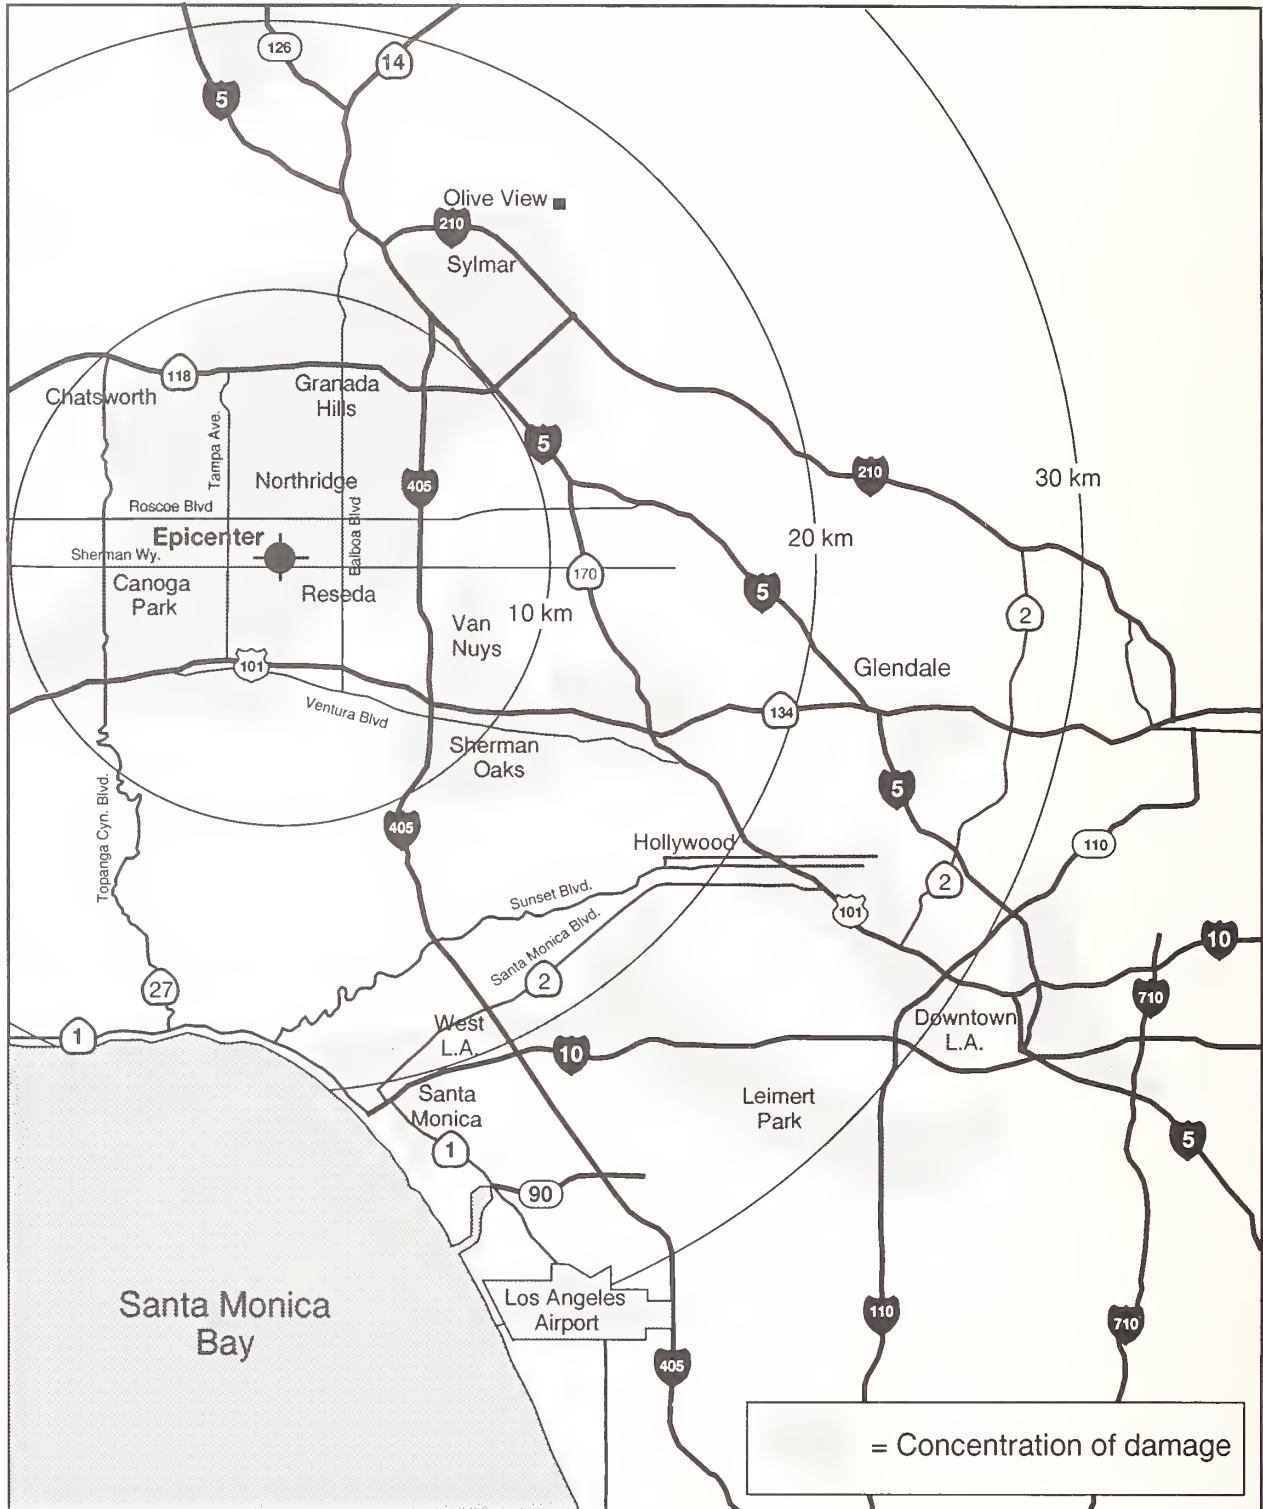 126
14
5
Olive View
210
Sylmar
118
Chatsworth
Granada
Hills
Tampa Ave.
5
Northridge
405
210
30 km
Roscoe Blvd
Balboa Blvd
Epicenter
20 km
Sherman Wy.
170
Canoga
Park
Reseda
5
10 km
2
Van
Nuys
101
Glendale
Ventura Blvd
134
Sherman
Oaks
5
Topanga Cyn. Blvd.
405
Hollywood
110
2
Sunset Blvd.
101
Santa Monica Blvd.
10
2
27
710
1
West
L.A.
Downtown
L.A.
10
Santa
Monica
Leimert
Park
1
5
90
Santa Monica
Bay
Los Angeles
Airport
110
710
405
= Concentration of damage